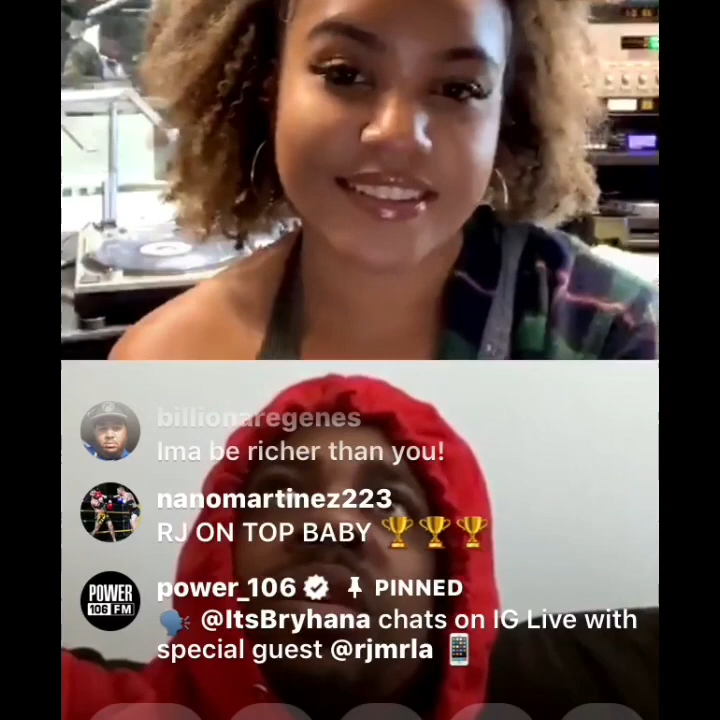 billionaregenes
Ima be richer than you!
nanomartinez223
RJ ON TOP BABY 🏆🏆🏆
POWER
106 FM
power_106 PINNED
🗣 @ItsBryhana chats on IG Live with
special guest @rjmrla 📱